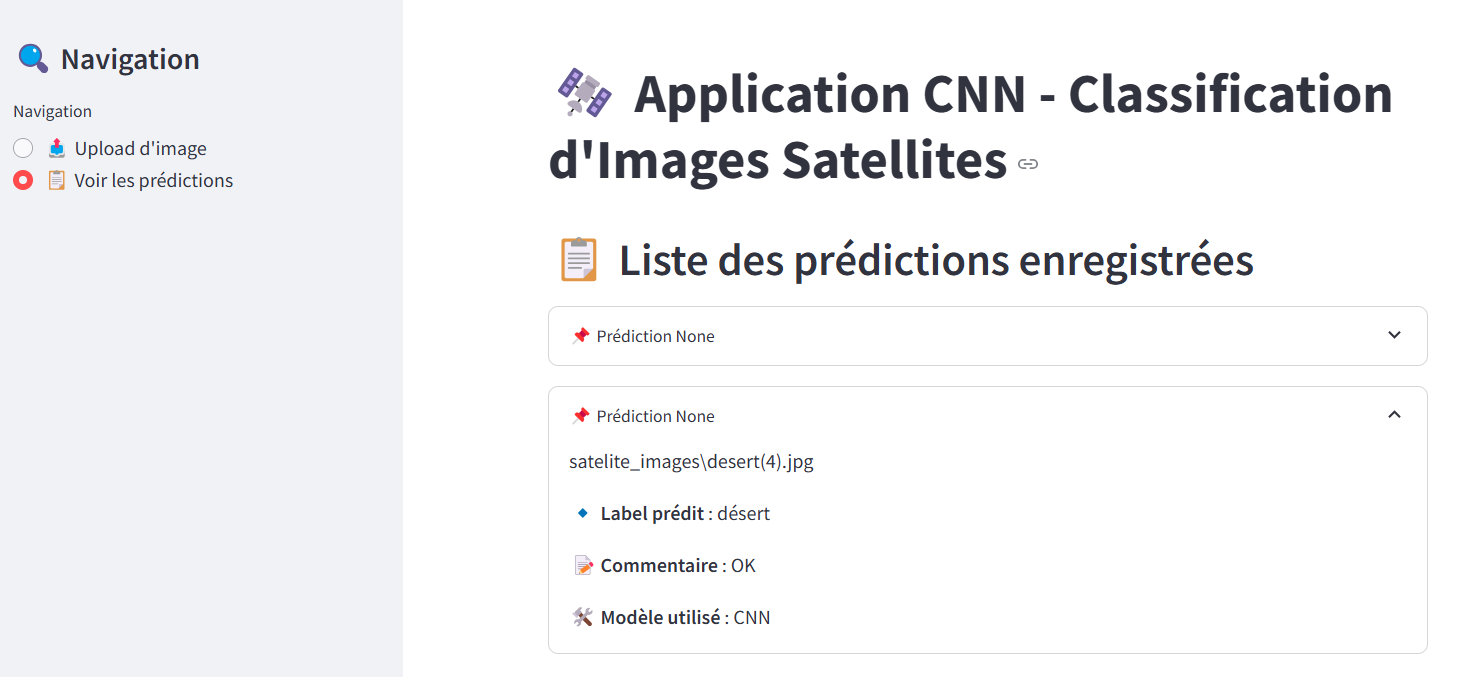 Navigation
Navigation
Upload d'image
Voir les prédictions
Application CNN - Classification
d'Images Satellites
Liste des prédictions enregistrées
Prédiction None
Prédiction None
satelite_images\desert(4).jpg
Label prédit : désert
Commentaire : OK
Modèle utilisé : CNN